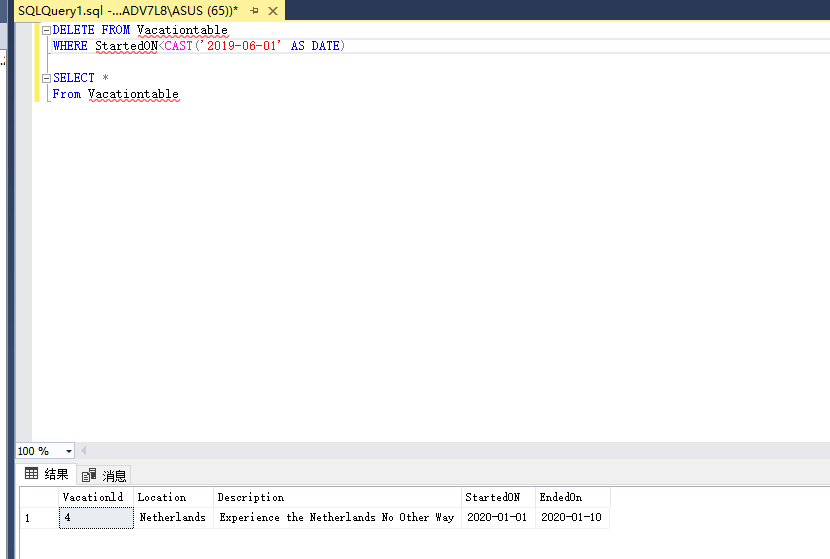 SQLQuery1.sql -...ADV7L8\ASUS (65))*
DELETE FROM Vacationtable
WHERE StartedON<CAST('2019-06-01' AS DATE)
SELECT *
From Vacationtable
100 %
结果 消息
VacationId Location Description StartedON EndedOn
1 4 Netherlands Experience the Netherlands No Other Way 2020-01-01 2020-01-10